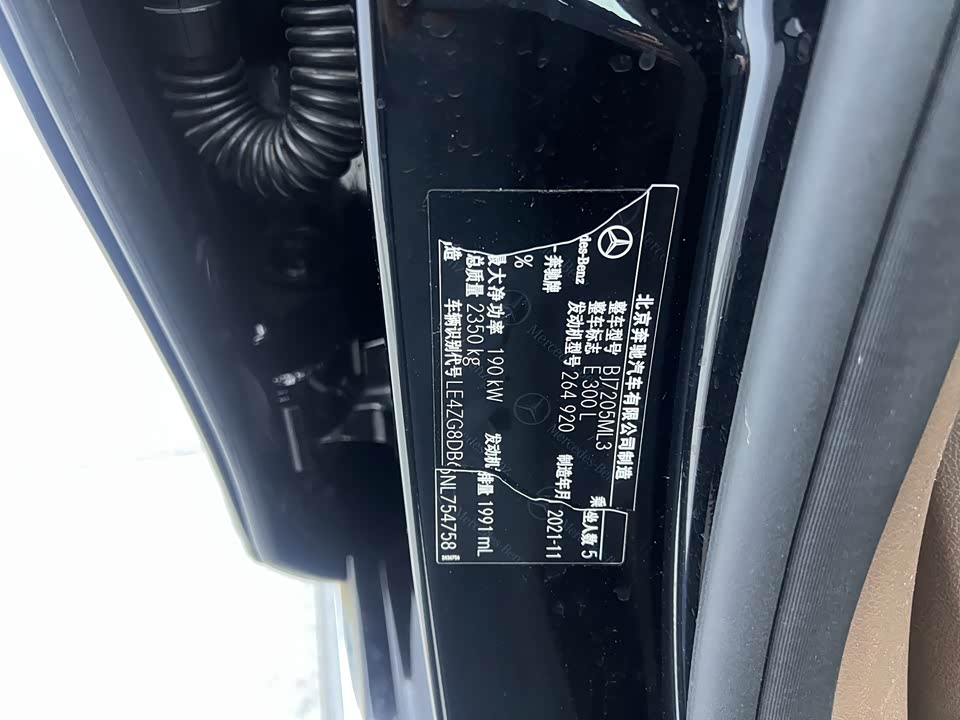 北京奔驰汽车有限公司制造
des-Benz 整车型号 BJ7205ML3
-奔驰牌 整车标志 E 300 L 乘坐人数 5
发动机型号 264 920 制造年月 2021-11
%
最大净功率 190 kW 发动机排量 1991 mL
总质量 2350 kg
造 车辆识别代号 LE4ZG8DB6NL754758